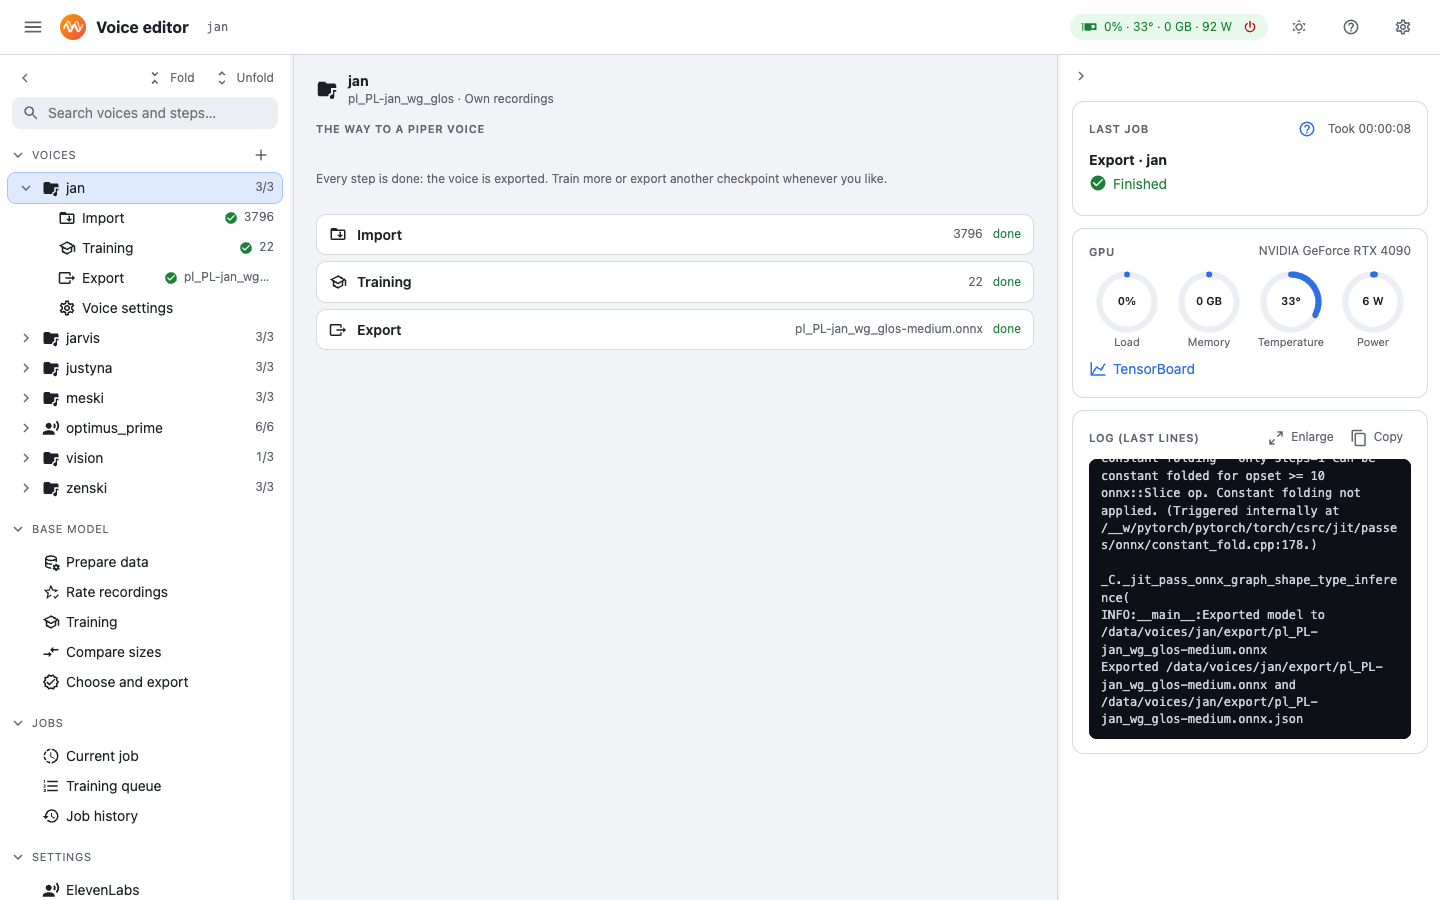 Voice editor jan
0% · 33° · 0 GB · 92 W
Fold Unfold
Search voices and steps...
VOICES
jan 3/3
Import 3796
Training 22
Export pl_PL-jan_wg...
Voice settings
jarvis 3/3
justyna 3/3
meski 3/3
optimus_prime 6/6
vision 1/3
zenski 3/3
BASE MODEL
Prepare data
Rate recordings
Training
Compare sizes
Choose and export
JOBS
Current job
Training queue
Job history
SETTINGS
ElevenLabs
jan
pl_PL-jan_wg_glos · Own recordings
THE WAY TO A PIPER VOICE
Every step is done: the voice is exported. Train more or export another checkpoint whenever you like.
Import 3796 done
Training 22 done
Export pl_PL-jan_wg_glos-medium.onnx done
LAST JOB Took 00:00:08
Export · jan
Finished
GPU NVIDIA GeForce RTX 4090
0% 0 GB 33° 6 W
Load Memory Temperature Power
TensorBoard
LOG (LAST LINES) Enlarge Copy
Constant folding - Only steps=1 can be
constant folded for opset >= 10
onnx::Slice op. Constant folding not
applied. (Triggered internally at
/__w/pytorch/pytorch/torch/csrc/jit/passe
s/onnx/constant_fold.cpp:178.)
_C._jit_pass_onnx_graph_shape_type_infere
nce(
INFO:__main__:Exported model to
/data/voices/jan/export/pl_PL-
jan_wg_glos-medium.onnx
Exported /data/voices/jan/export/pl_PL-
jan_wg_glos-medium.onnx and
/data/voices/jan/export/pl_PL-
jan_wg_glos-medium.onnx.json